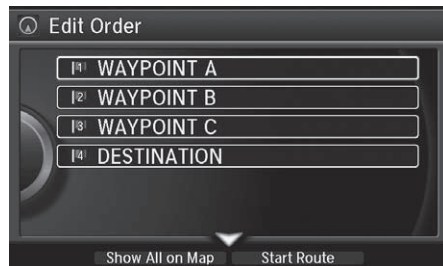 Edit Order
1 WAYPOINT A
2 WAYPOINT B
3 WAYPOINT C
4 DESTINATION
Show All on Map Start Route